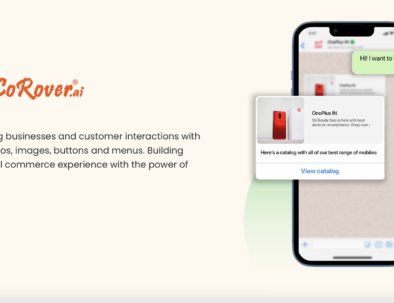 CoRover.ai
g businesses and customer interactions with
os, images, buttons and menus. Building
l commerce experience with the power of
OnePlus IN
Hi! I want to
OnePlus IN
Here's a catalog with all of our best range of mobiles
View catalog